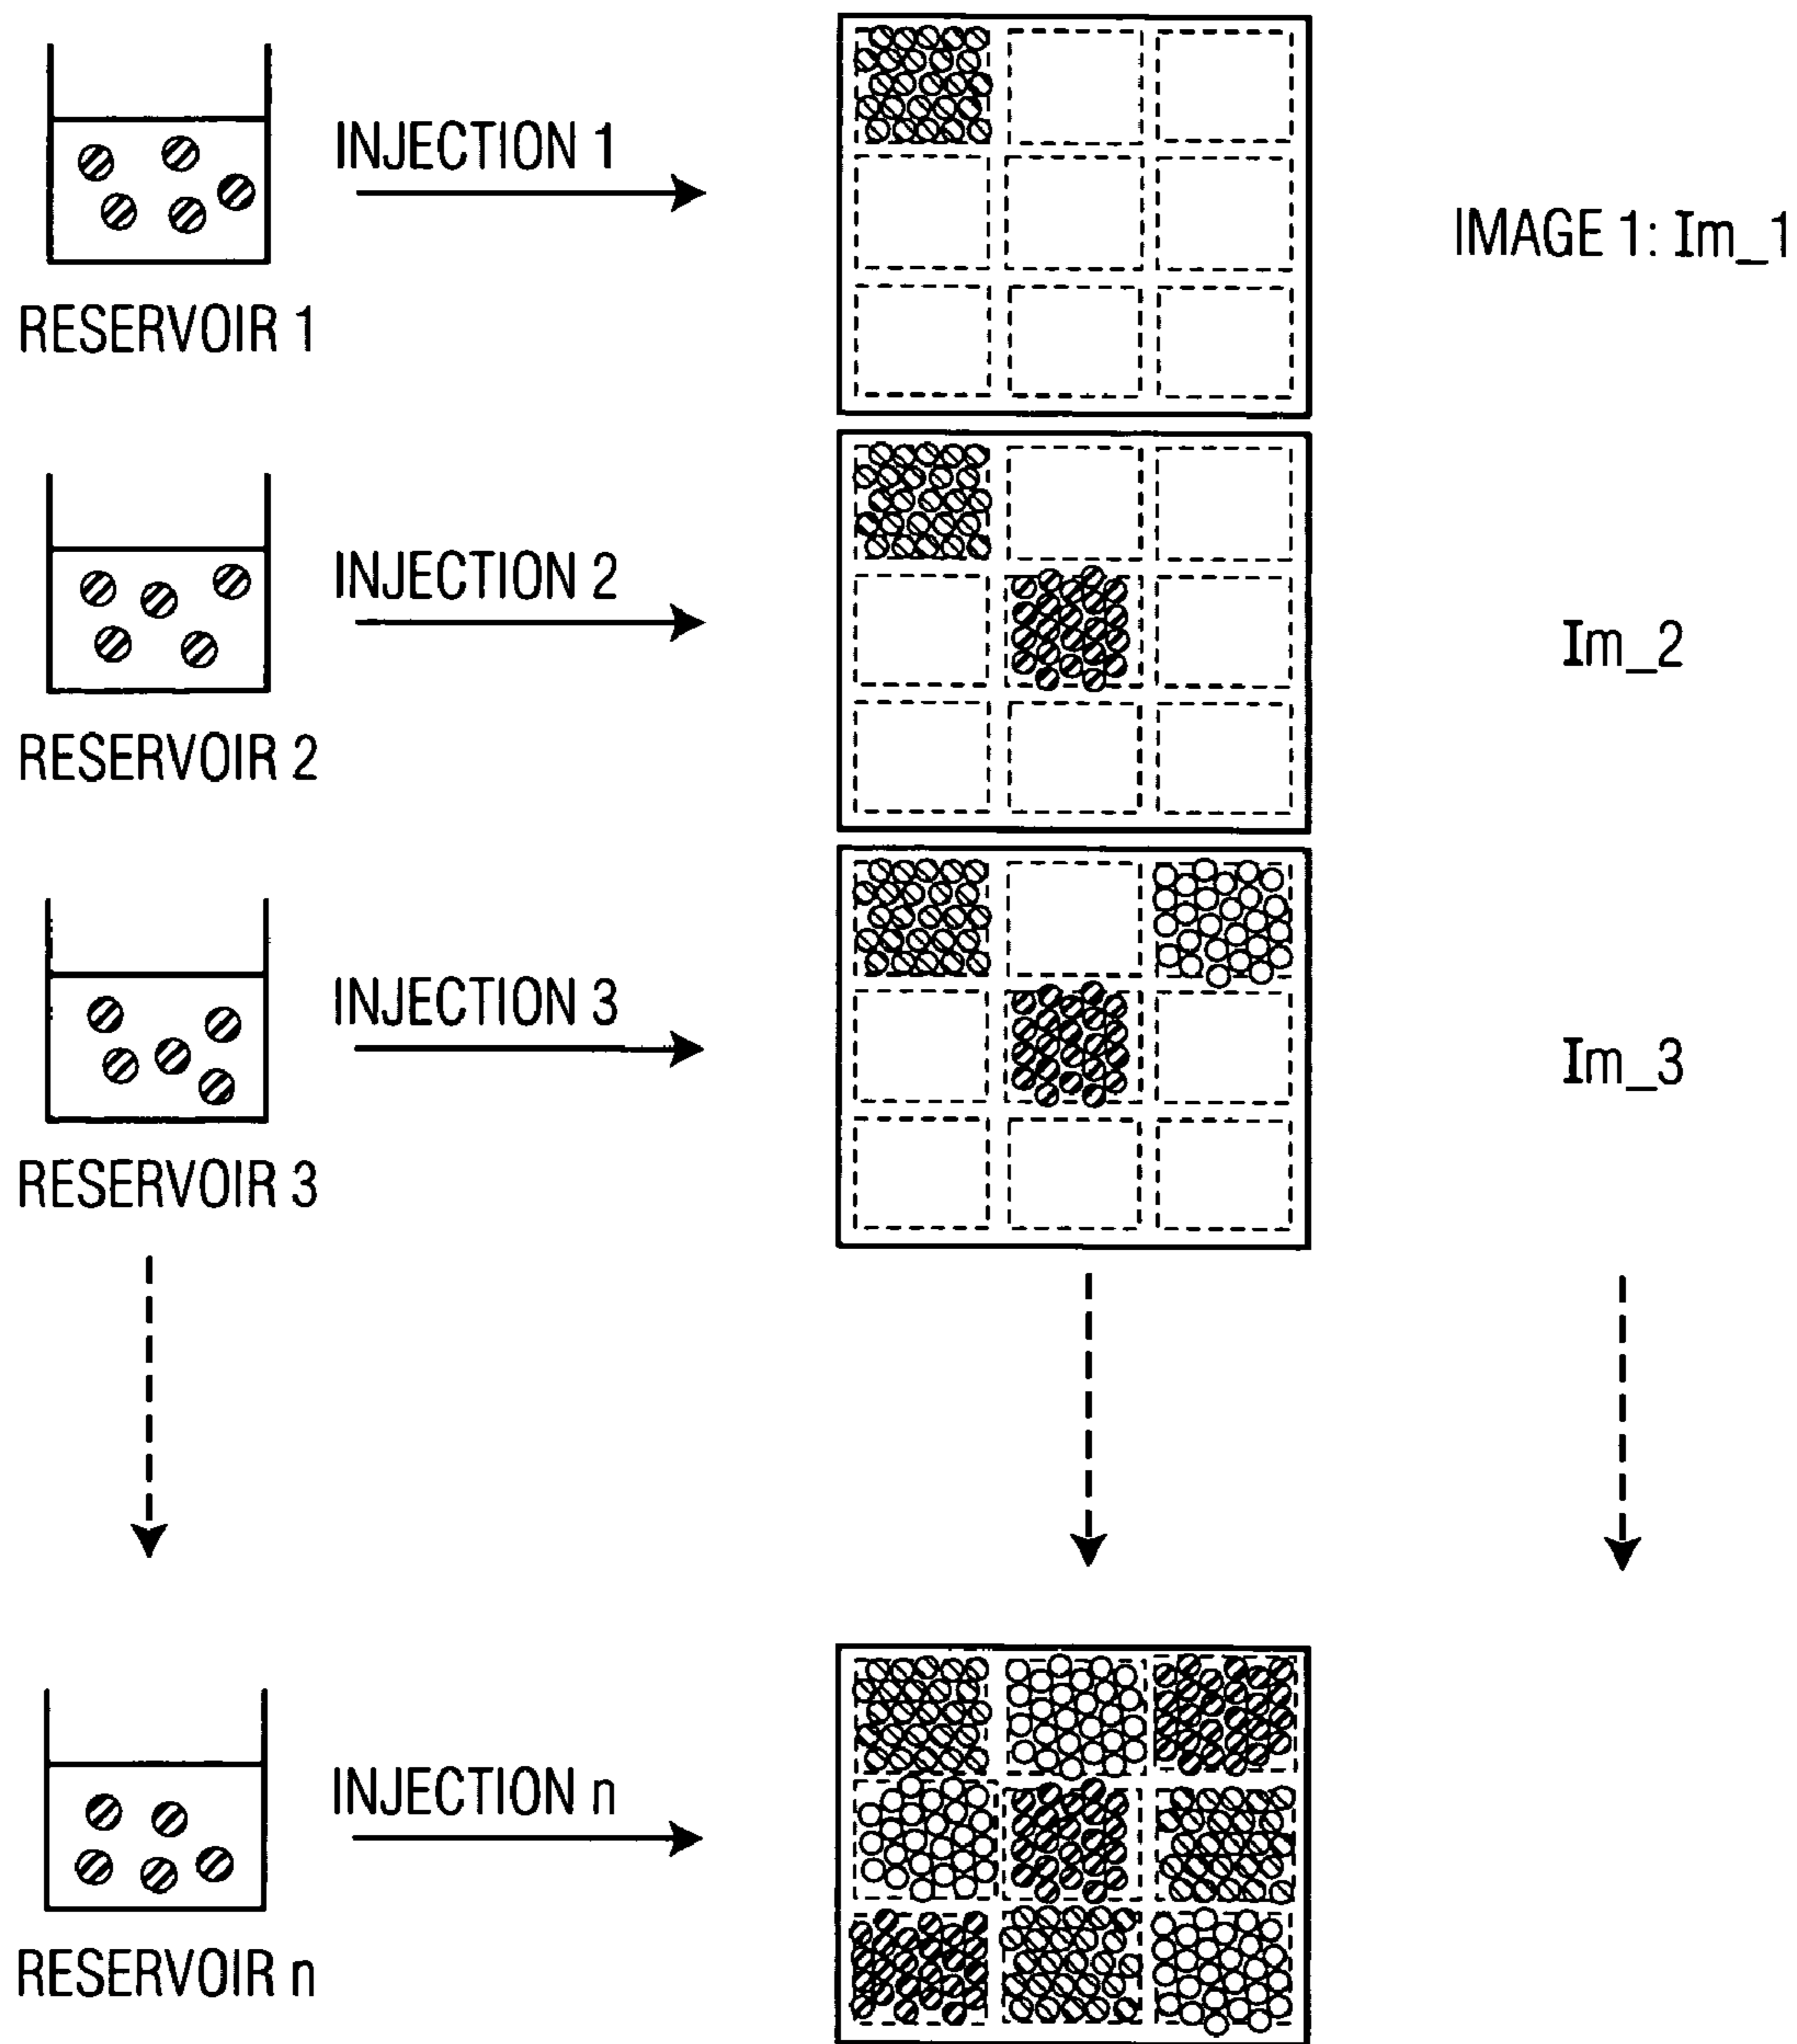 INJECTION 1
IMAGE 1: Im_1
RESERVOIR 1
INJECTION 2
Im_2
RESERVOIR 2
INJECTION 3
Im_3
RESERVOIR 3
INJECTION n
RESERVOIR n